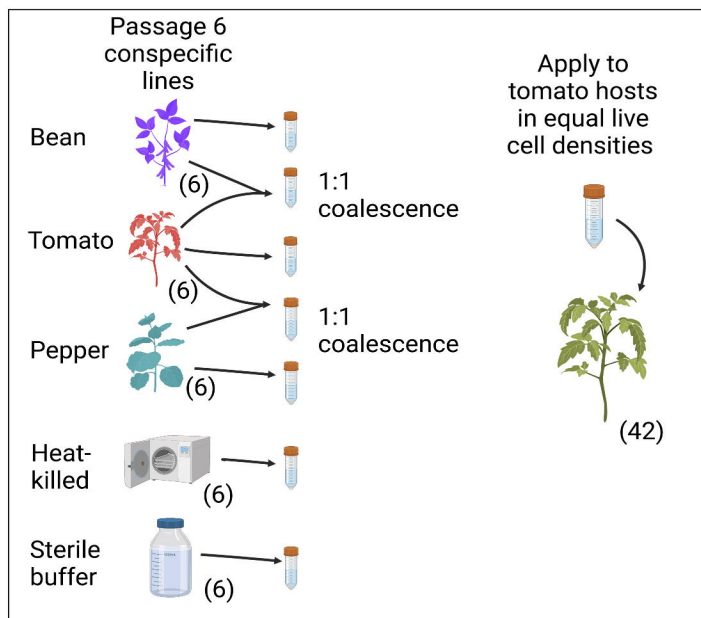 Passage 6
conspecific
lines
Apply to
tomato hosts
in equal live
cell densities
Bean
(6)
1:1
coalescence
Tomato
(6)
1:1
coalescence
Pepper
(6)
(42)
Heat-
killed
(6)
Sterile
buffer
(6)